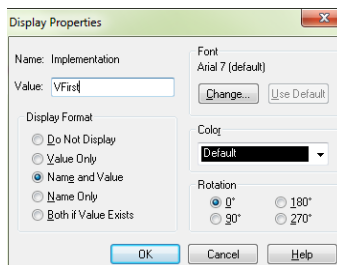 Display Properties
Name: Implementation
Value: VFirst
Display Format
Do Not Display
Value Only
Name and Value
Name Only
Both if Value Exists
Font
Arial 7 (default)
Change... Use Default
Color
Default
Rotation
0° 180°
90° 270°
OK Cancel Help